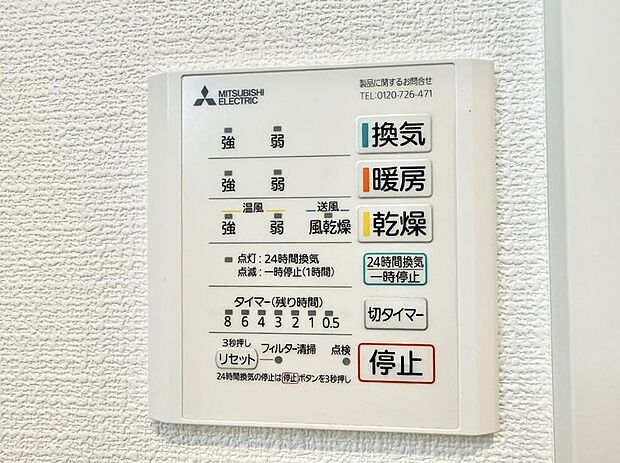 MITSUBISHI
ELECTRIC
製品に関するお問合せ
TEL:0120-726-471
強 弱 換気
強 弱 暖房
温風 送風
強 弱 風乾燥 乾燥
点灯:24時間換気
点滅:一時停止(1時間)
24時間換気
一時停止
タイマー(残り時間)
8 6 4 3 2 1 0.5
切タイマー
3秒押し
リセット フィルター清掃 点検
停止
24時間換気の停止は停止ボタンを3秒押し